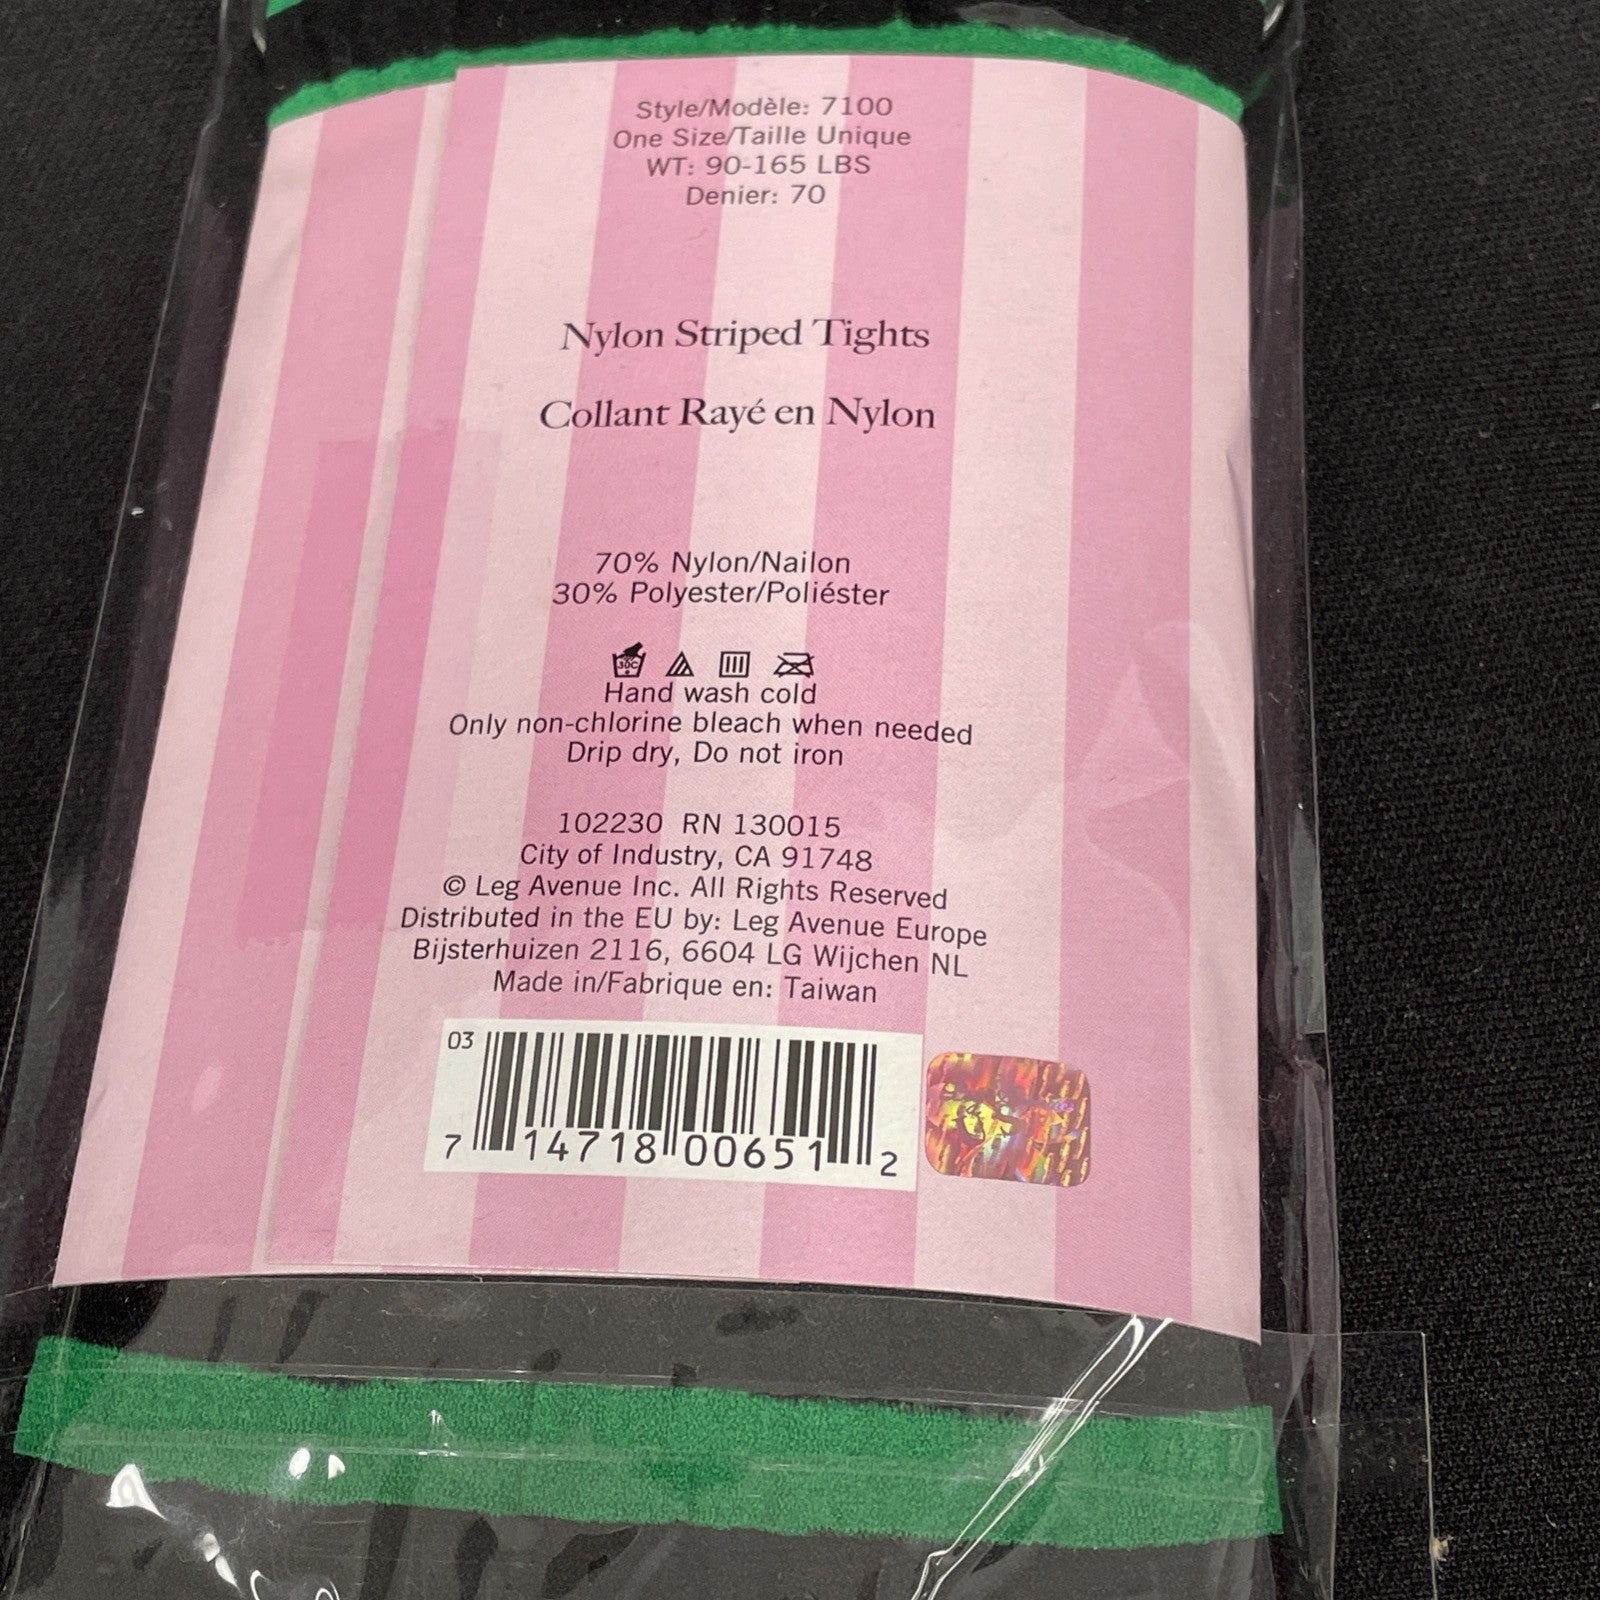 Style/Modèle: 7100
One Size/Taille Unique
WT: 90-165 LBS
Denier: 70
Nylon Striped Tights
Collant Rayé en Nylon
70% Nylon/Nailon
30% Polyester/Poliéster
30C
Hand wash cold
Only non-chlorine bleach when needed
Drip dry, Do not iron
102230 RN 130015
City of Industry, CA 91748
© Leg Avenue Inc. All Rights Reserved
Distributed in the EU by: Leg Avenue Europe
Bijsterhuizen 2116, 6604 LG Wijchen NL
Made in/Fabrique en: Taiwan
03
7 14718 00651 2